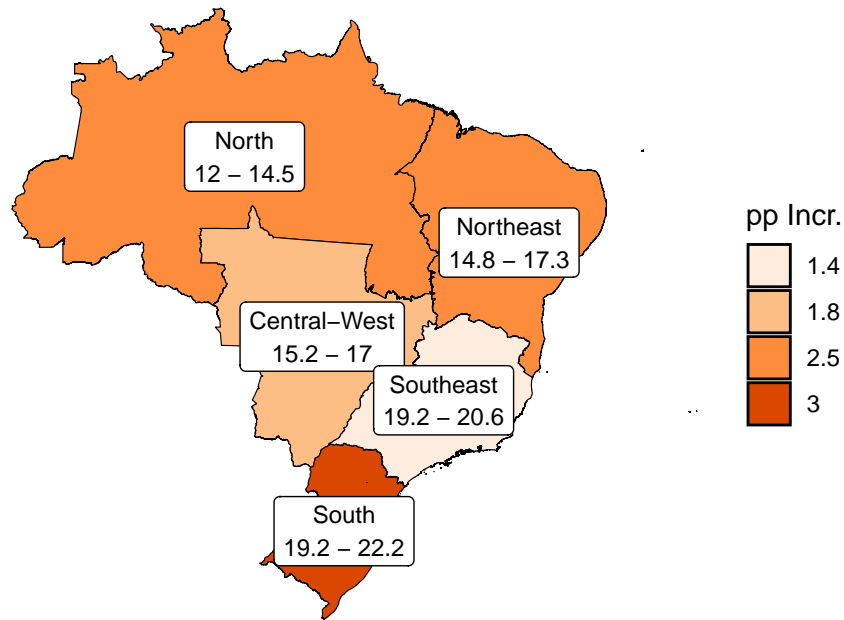 North
12 – 14.5
Northeast
14.8 – 17.3
Central–West
15.2 – 17
Southeast
19.2 – 20.6
South
19.2 – 22.2
pp Incr.
1.4
1.8
2.5
3